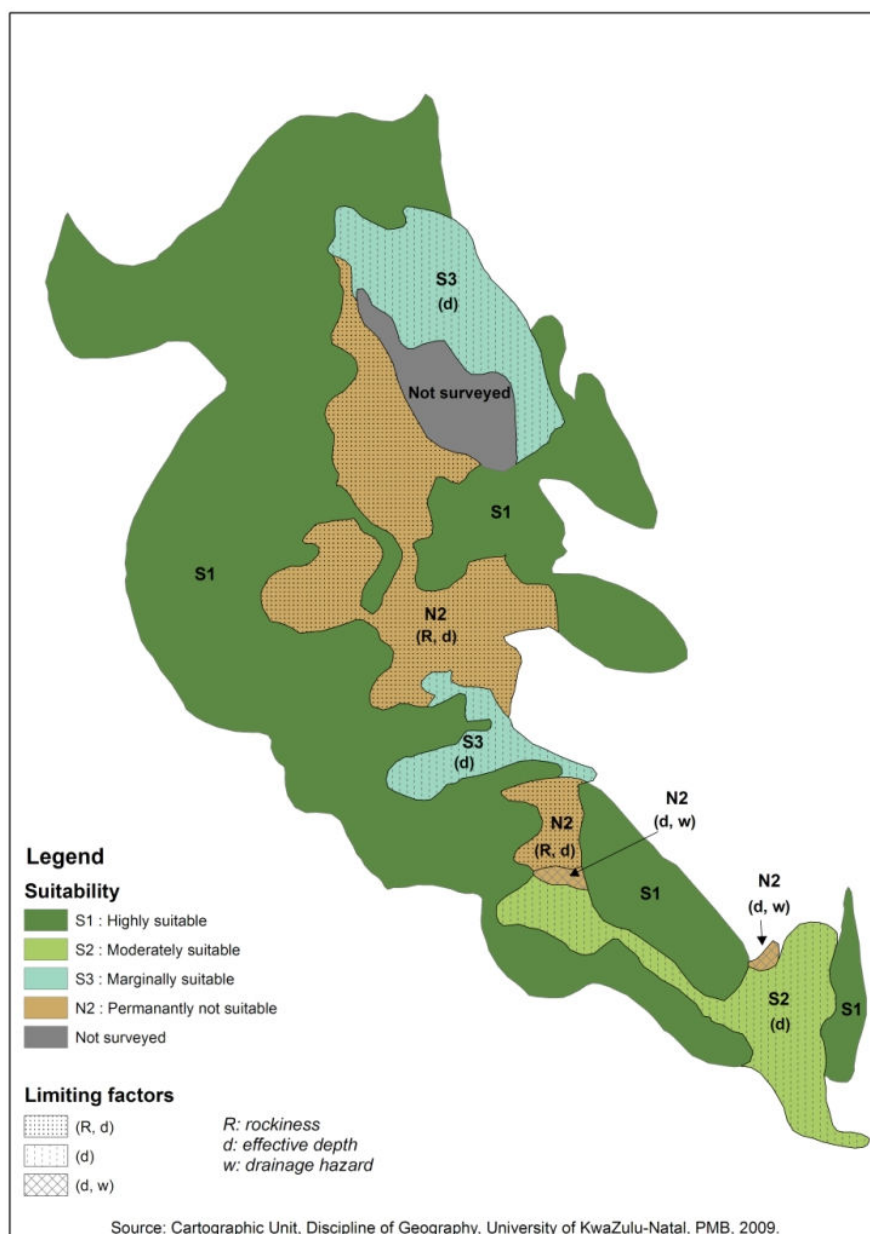 S3
(d)
Not surveyed
S1
S1
N2
(R, d)
S3
(d)
N2
(d, w)
N2
(R, d)
S1
N2
(d, w)
S2
(d)
S1
Legend
Suitability
S1 : Highly suitable
S2 : Moderately suitable
S3 : Marginally suitable
N2 : Permanantly not suitable
Not surveyed
Limiting factors
(R, d)
(d)
(d, w)
R: rockiness
d: effective depth
w: drainage hazard
Source: Cartographic Unit, Discipline of Geography, University of KwaZulu-Natal, PMB, 2009.